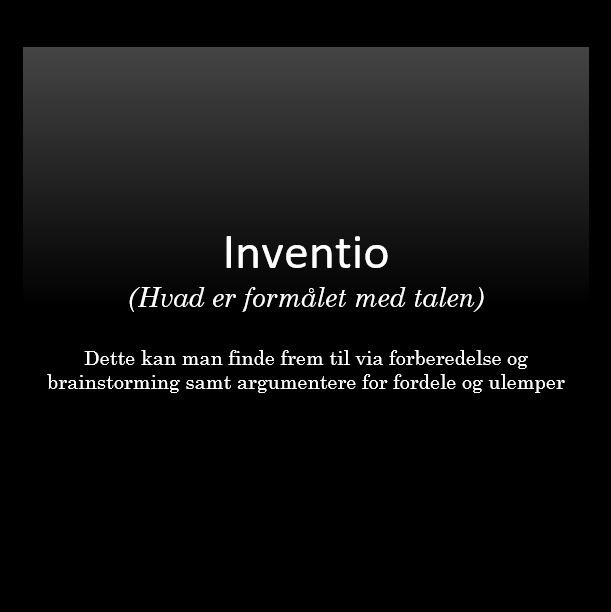 Inventio
(Hvad er formålet med talen)
Dette kan man finde frem til via forberedelse og
brainstorming samt argumentere for fordele og ulemper